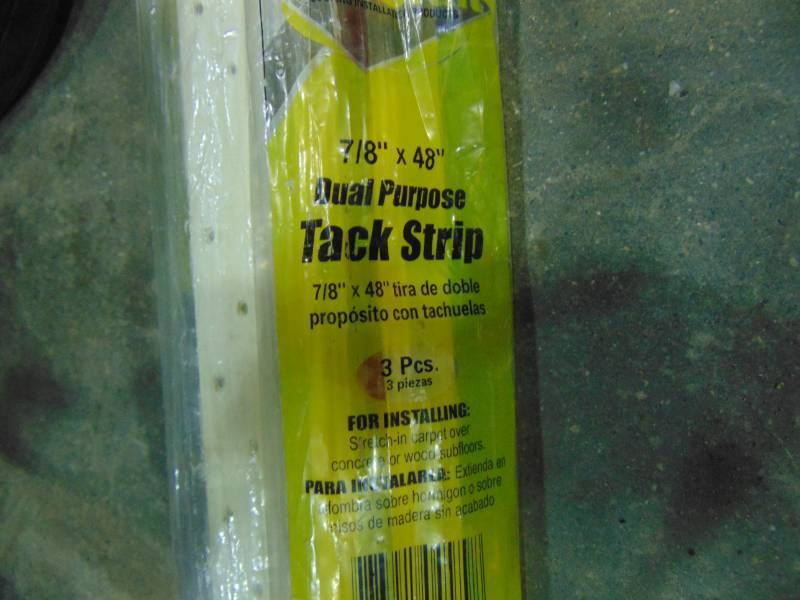 PRODUCTS
7/8" x 48"
Dual Purpose
Tack Strip
7/8" x 48" tira de doble
propósito con tachuelas
3 Pcs.
3 piezas
FOR INSTALLING:
Stretch-in carpet over
concrete or wood subfloors.
PARA INSTALARLA: Extienda en
alfombra sobre hormigon o sobre
pisos de madera sin acabado